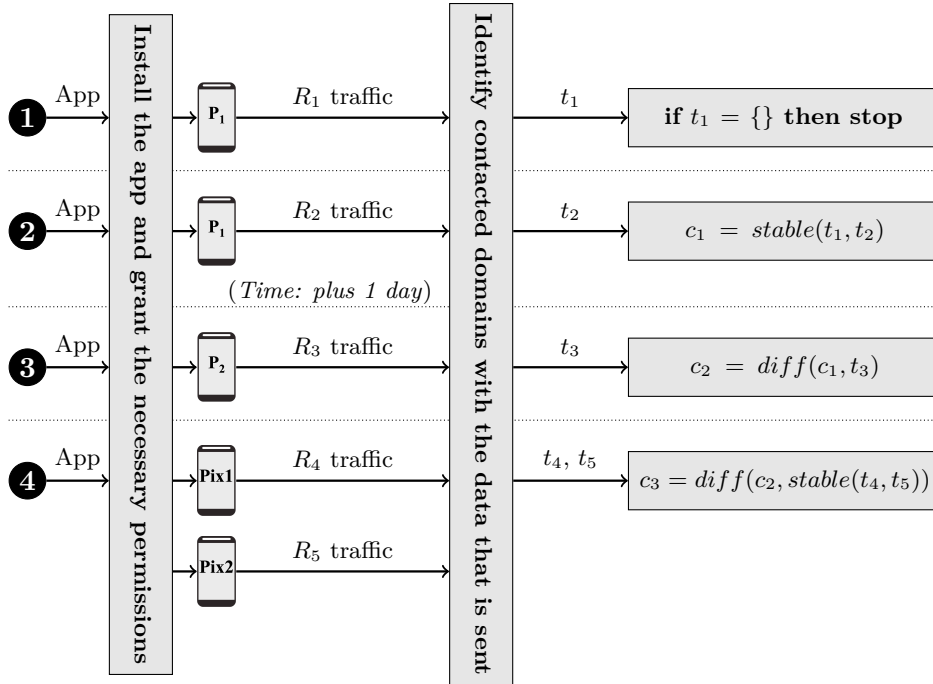 Install the app and grant the necessary permissions
Identify contacted domains with the data that is sent
1
App
P₁
R₁ traffic
t₁
if t₁ = {} then stop
2
App
P₁
R₂ traffic
t₂
c₁ = stable(t₁, t₂)
(Time: plus 1 day)
3
App
P₂
R₃ traffic
t₃
c₂ = diff(c₁, t₃)
4
App
Pix1
R₄ traffic
t₄, t₅
c₃ = diff(c₂, stable(t₄, t₅))
Pix2
R₅ traffic